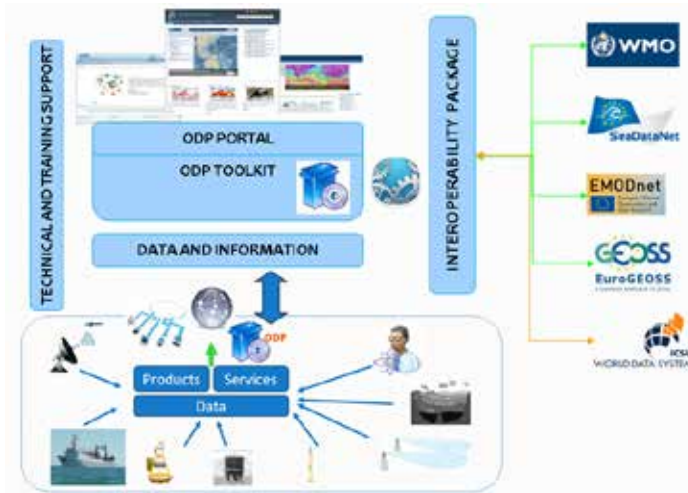 TECHNICAL AND TRAINING SUPPORT
ODP PORTAL
ODP TOOLKIT
DATA AND INFORMATION
INTEROPERABILITY PACKAGE
WMO
SeaDataNet
EMODnet
GEOSS
EuroGEOSS
ICSU
WORLD DATA SYSTEM
ODP
Products
Services
Data